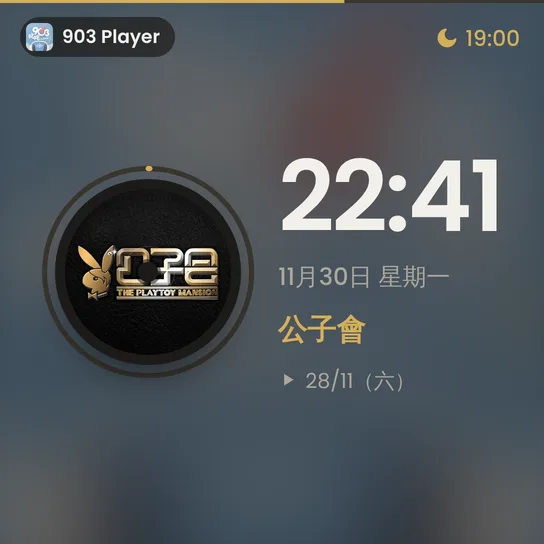 903
903 Player
19:00
22:41
11月30日 星期一
公子會
THE PLAYTOY MANSION
28/11（六）